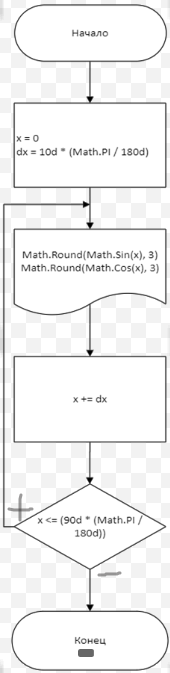 Начало
x = 0
dx = 10d * (Math.PI / 180d)
Math.Round(Math.Sin(x), 3)
Math.Round(Math.Cos(x), 3)
x += dx
+
x <= (90d * (Math.PI /
180d))
—
Конец